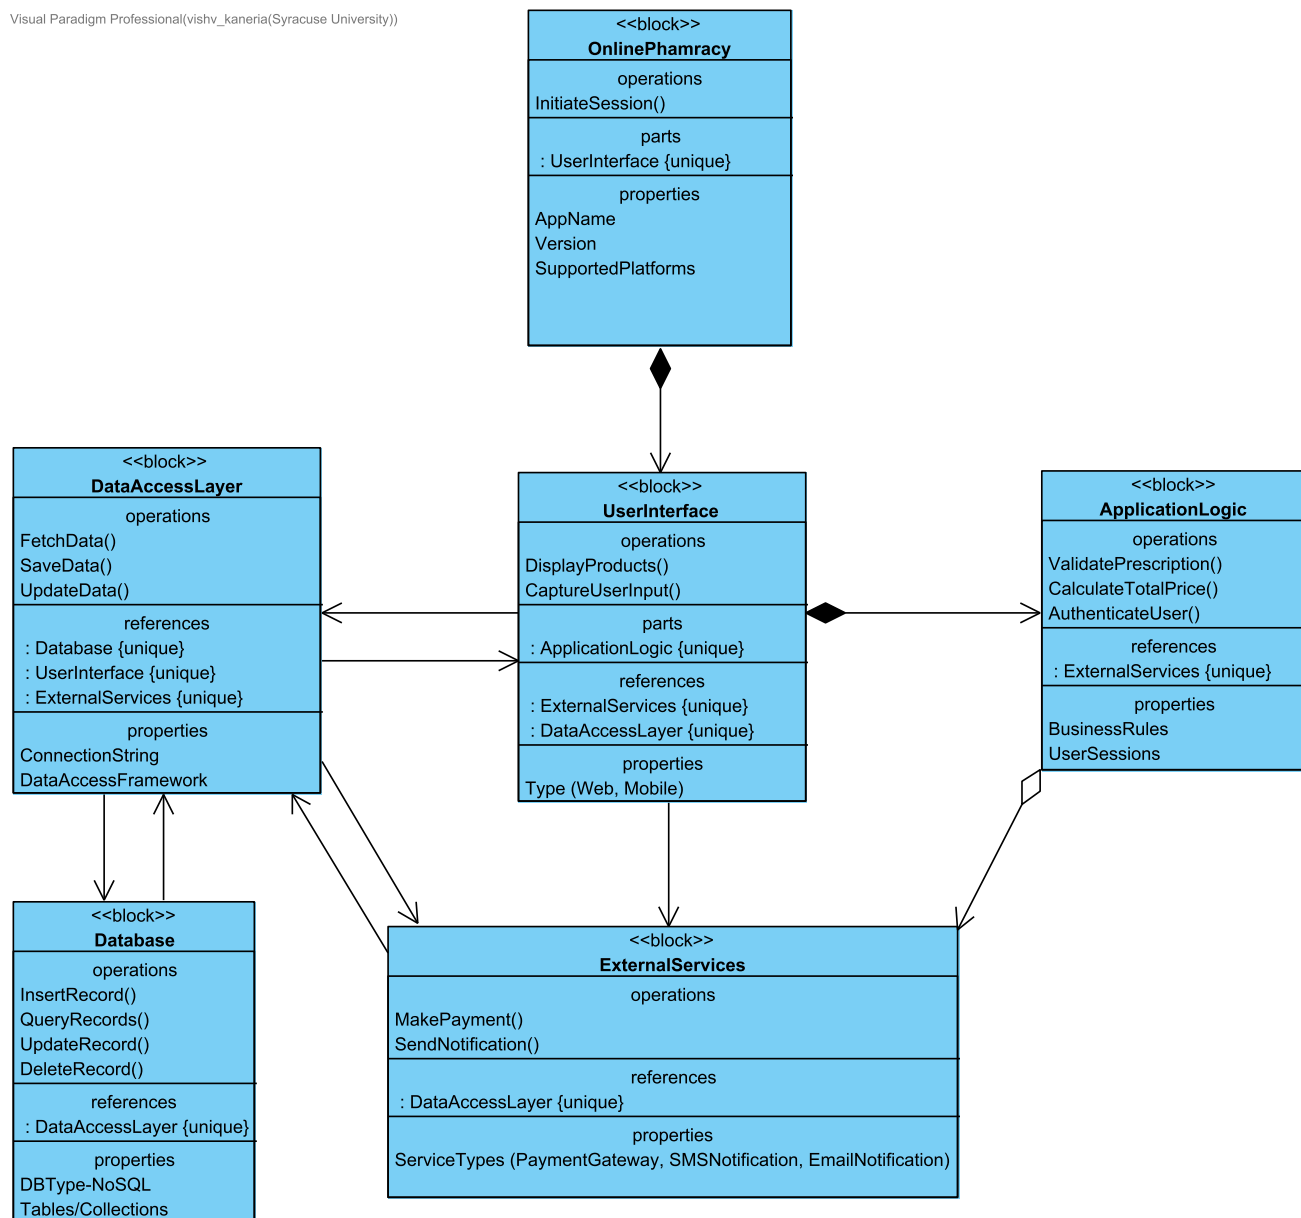 Visual Paradigm Professional(vishv_kaneria(Syracuse University))
<<block>>
OnlinePhamracy
operations
InitiateSession()
parts
: UserInterface {unique}
properties
AppName
Version
SupportedPlatforms
<<block>>
DataAccessLayer
operations
FetchData()
SaveData()
UpdateData()
references
: Database {unique}
: UserInterface {unique}
: ExternalServices {unique}
properties
ConnectionString
DataAccessFramework
<<block>>
UserInterface
operations
DisplayProducts()
CaptureUserInput()
parts
: ApplicationLogic {unique}
references
: ExternalServices {unique}
: DataAccessLayer {unique}
properties
Type (Web, Mobile)
<<block>>
ApplicationLogic
operations
ValidatePrescription()
CalculateTotalPrice()
AuthenticateUser()
references
: ExternalServices {unique}
properties
BusinessRules
UserSessions
<<block>>
Database
operations
InsertRecord()
QueryRecords()
UpdateRecord()
DeleteRecord()
references
: DataAccessLayer {unique}
properties
DBType-NoSQL
Tables/Collections
<<block>>
ExternalServices
operations
MakePayment()
SendNotification()
references
: DataAccessLayer {unique}
properties
ServiceTypes (PaymentGateway, SMSNotification, EmailNotification)